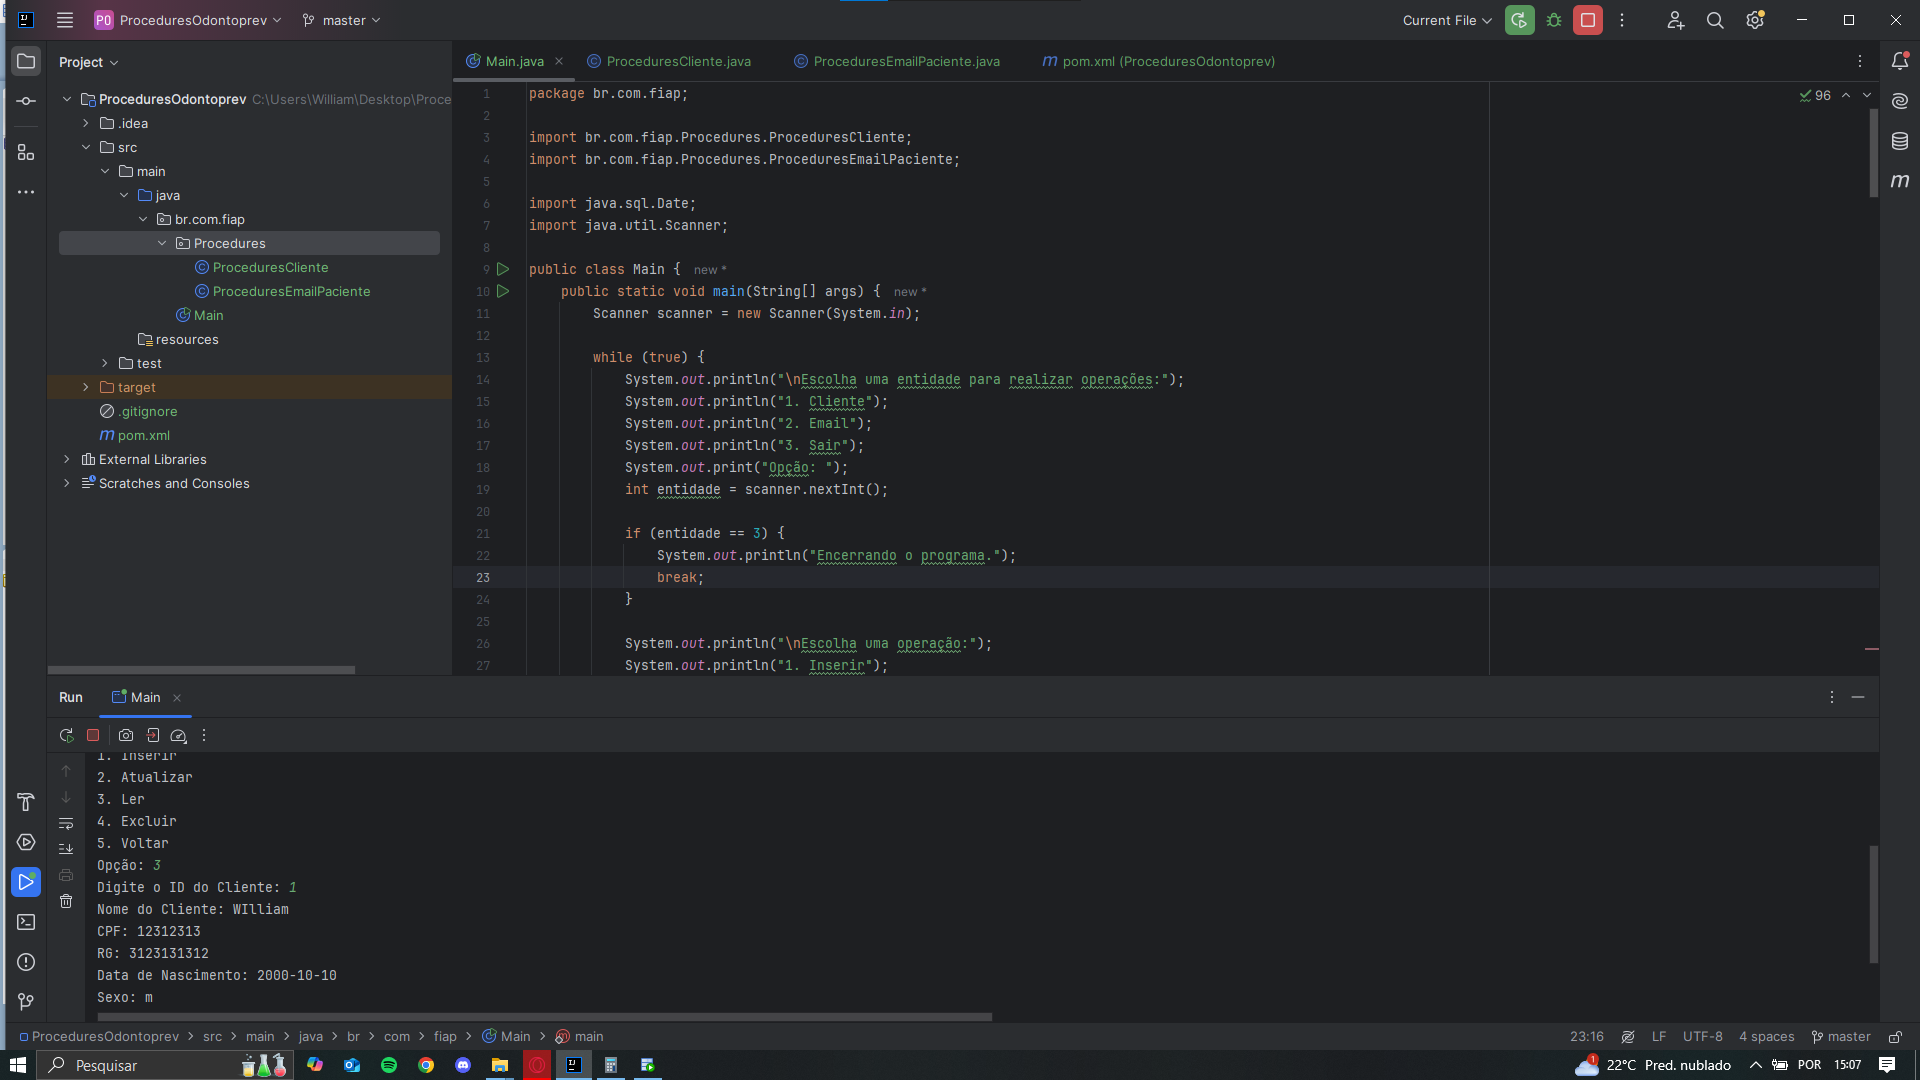 PO ProceduresOdontoprev master Current File
Project
Main.java ProceduresCliente.java ProceduresEmailPaciente.java m pom.xml (ProceduresOdontoprev)
ProceduresOdontoprev C:\Users\William\Desktop\Proce
.idea
src
main
java
br.com.fiap
Procedures
ProceduresCliente
ProceduresEmailPaciente
Main
resources
test
target
.gitignore
m pom.xml
External Libraries
Scratches and Consoles
96
1 package br.com.fiap;
2
3 import br.com.fiap.Procedures.ProceduresCliente;
4 import br.com.fiap.Procedures.ProceduresEmailPaciente;
5
6 import java.sql.Date;
7 import java.util.Scanner;
8
9 public class Main { new *
10 public static void main(String[] args) { new *
11 Scanner scanner = new Scanner(System.in);
12
13 while (true) {
14 System.out.println("\nEscolha uma entidade para realizar operações:");
15 System.out.println("1. Cliente");
16 System.out.println("2. Email");
17 System.out.println("3. Sair");
18 System.out.print("Opção: ");
19 int entidade = scanner.nextInt();
20
21 if (entidade == 3) {
22 System.out.println("Encerrando o programa.");
23 break;
24 }
25
26 System.out.println("\nEscolha uma operação:");
27 System.out.println("1. Inserir");
Run Main
1. Inserir
2. Atualizar
3. Ler
4. Excluir
5. Voltar
Opção: 3
Digite o ID do Cliente: 1
Nome do Cliente: WIlliam
CPF: 12312313
RG: 3123131312
Data de Nascimento: 2000-10-10
Sexo: m
ProceduresOdontoprev > src > main > java > br > com > fiap > Main > main 23:16 LF UTF-8 4 spaces master
Pesquisar 1 22°C Pred. nublado POR 15:07